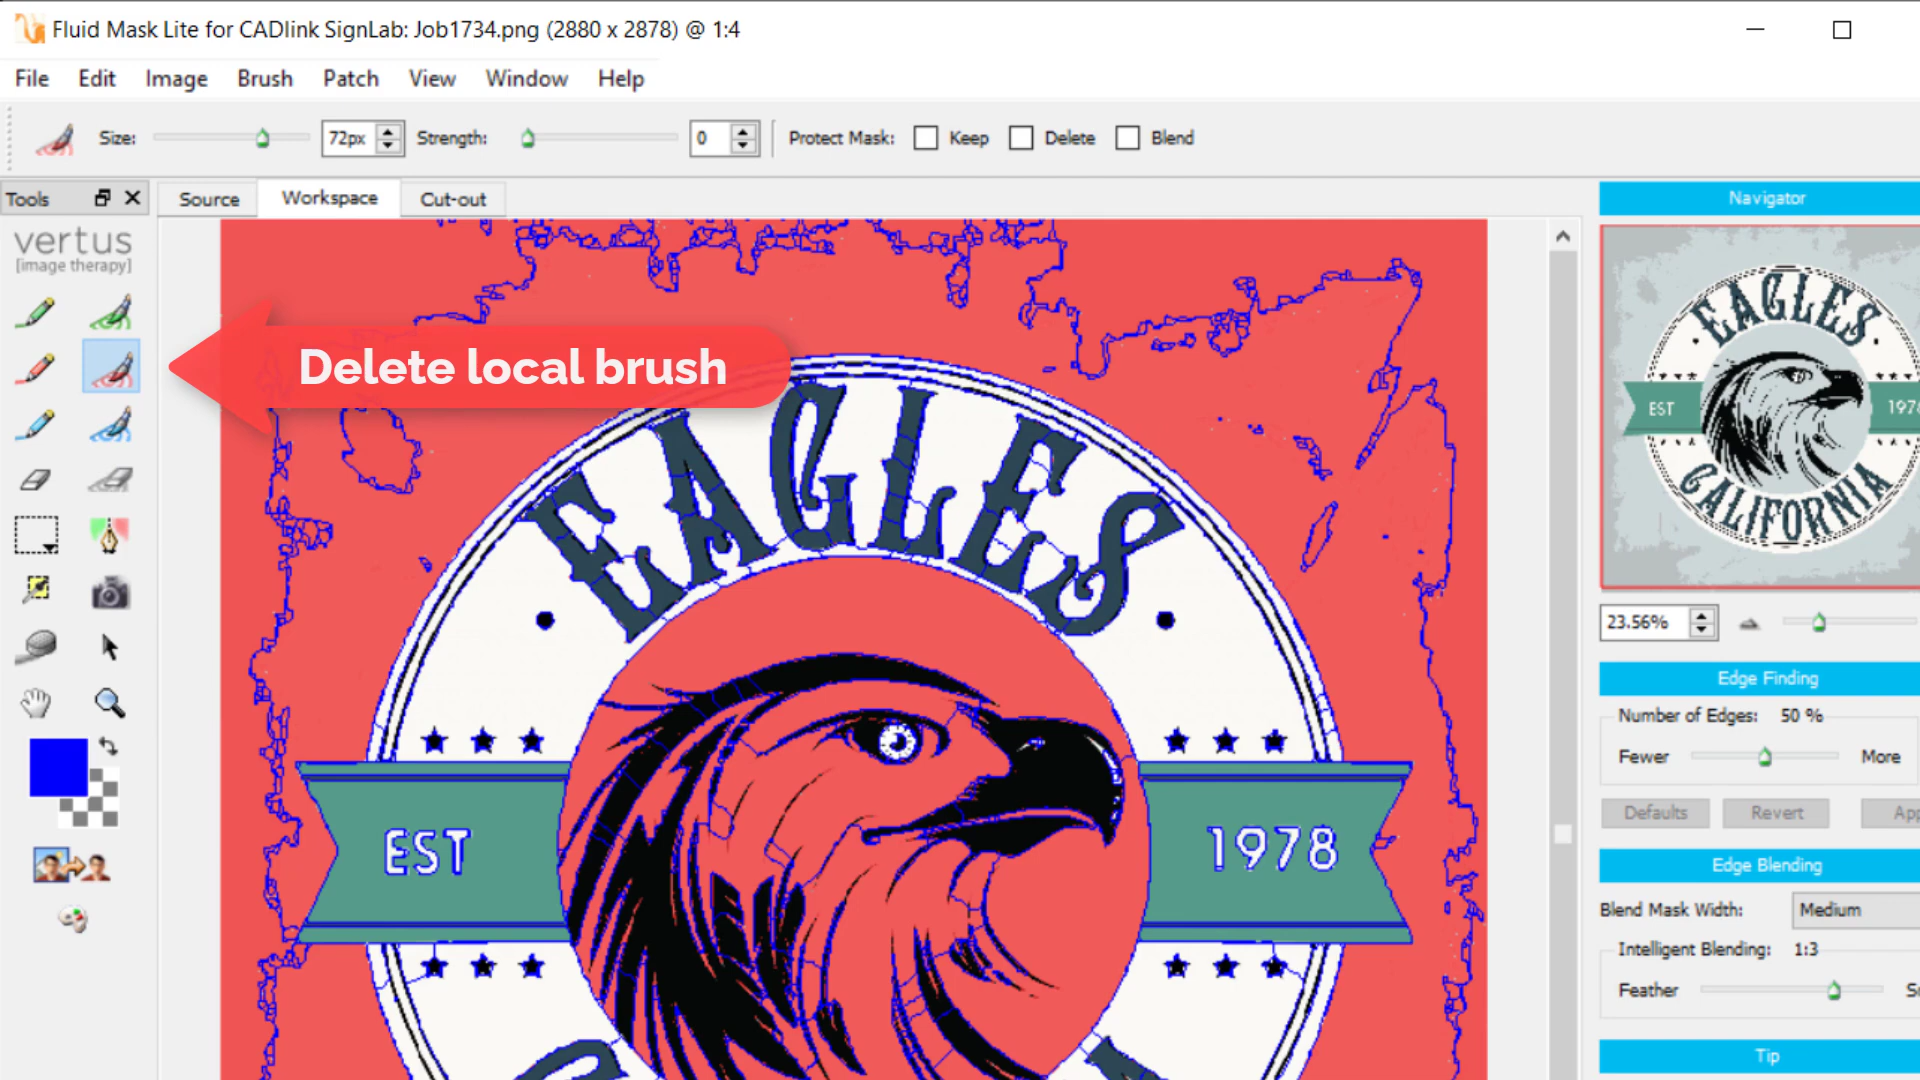 Fluid Mask Lite for CADlink SignLab: Job1734.png (2880 x 2878) @ 1:4
File Edit Image Brush Patch View Window Help
Size: 72px Strength: 0 Protect Mask: Keep Delete Blend
Tools
Source Workspace Cut-out
Navigator
vertus
[image therapy]
Delete local brush
EAGLES
EST
1978
EAGLES
EST
197
CALIFORNIA
23.56%
Edge Finding
Number of Edges: 50 %
Fewer More
Defaults Revert App
Edge Blending
Blend Mask Width: Medium
Intelligent Blending: 1:3
Feather
Tip